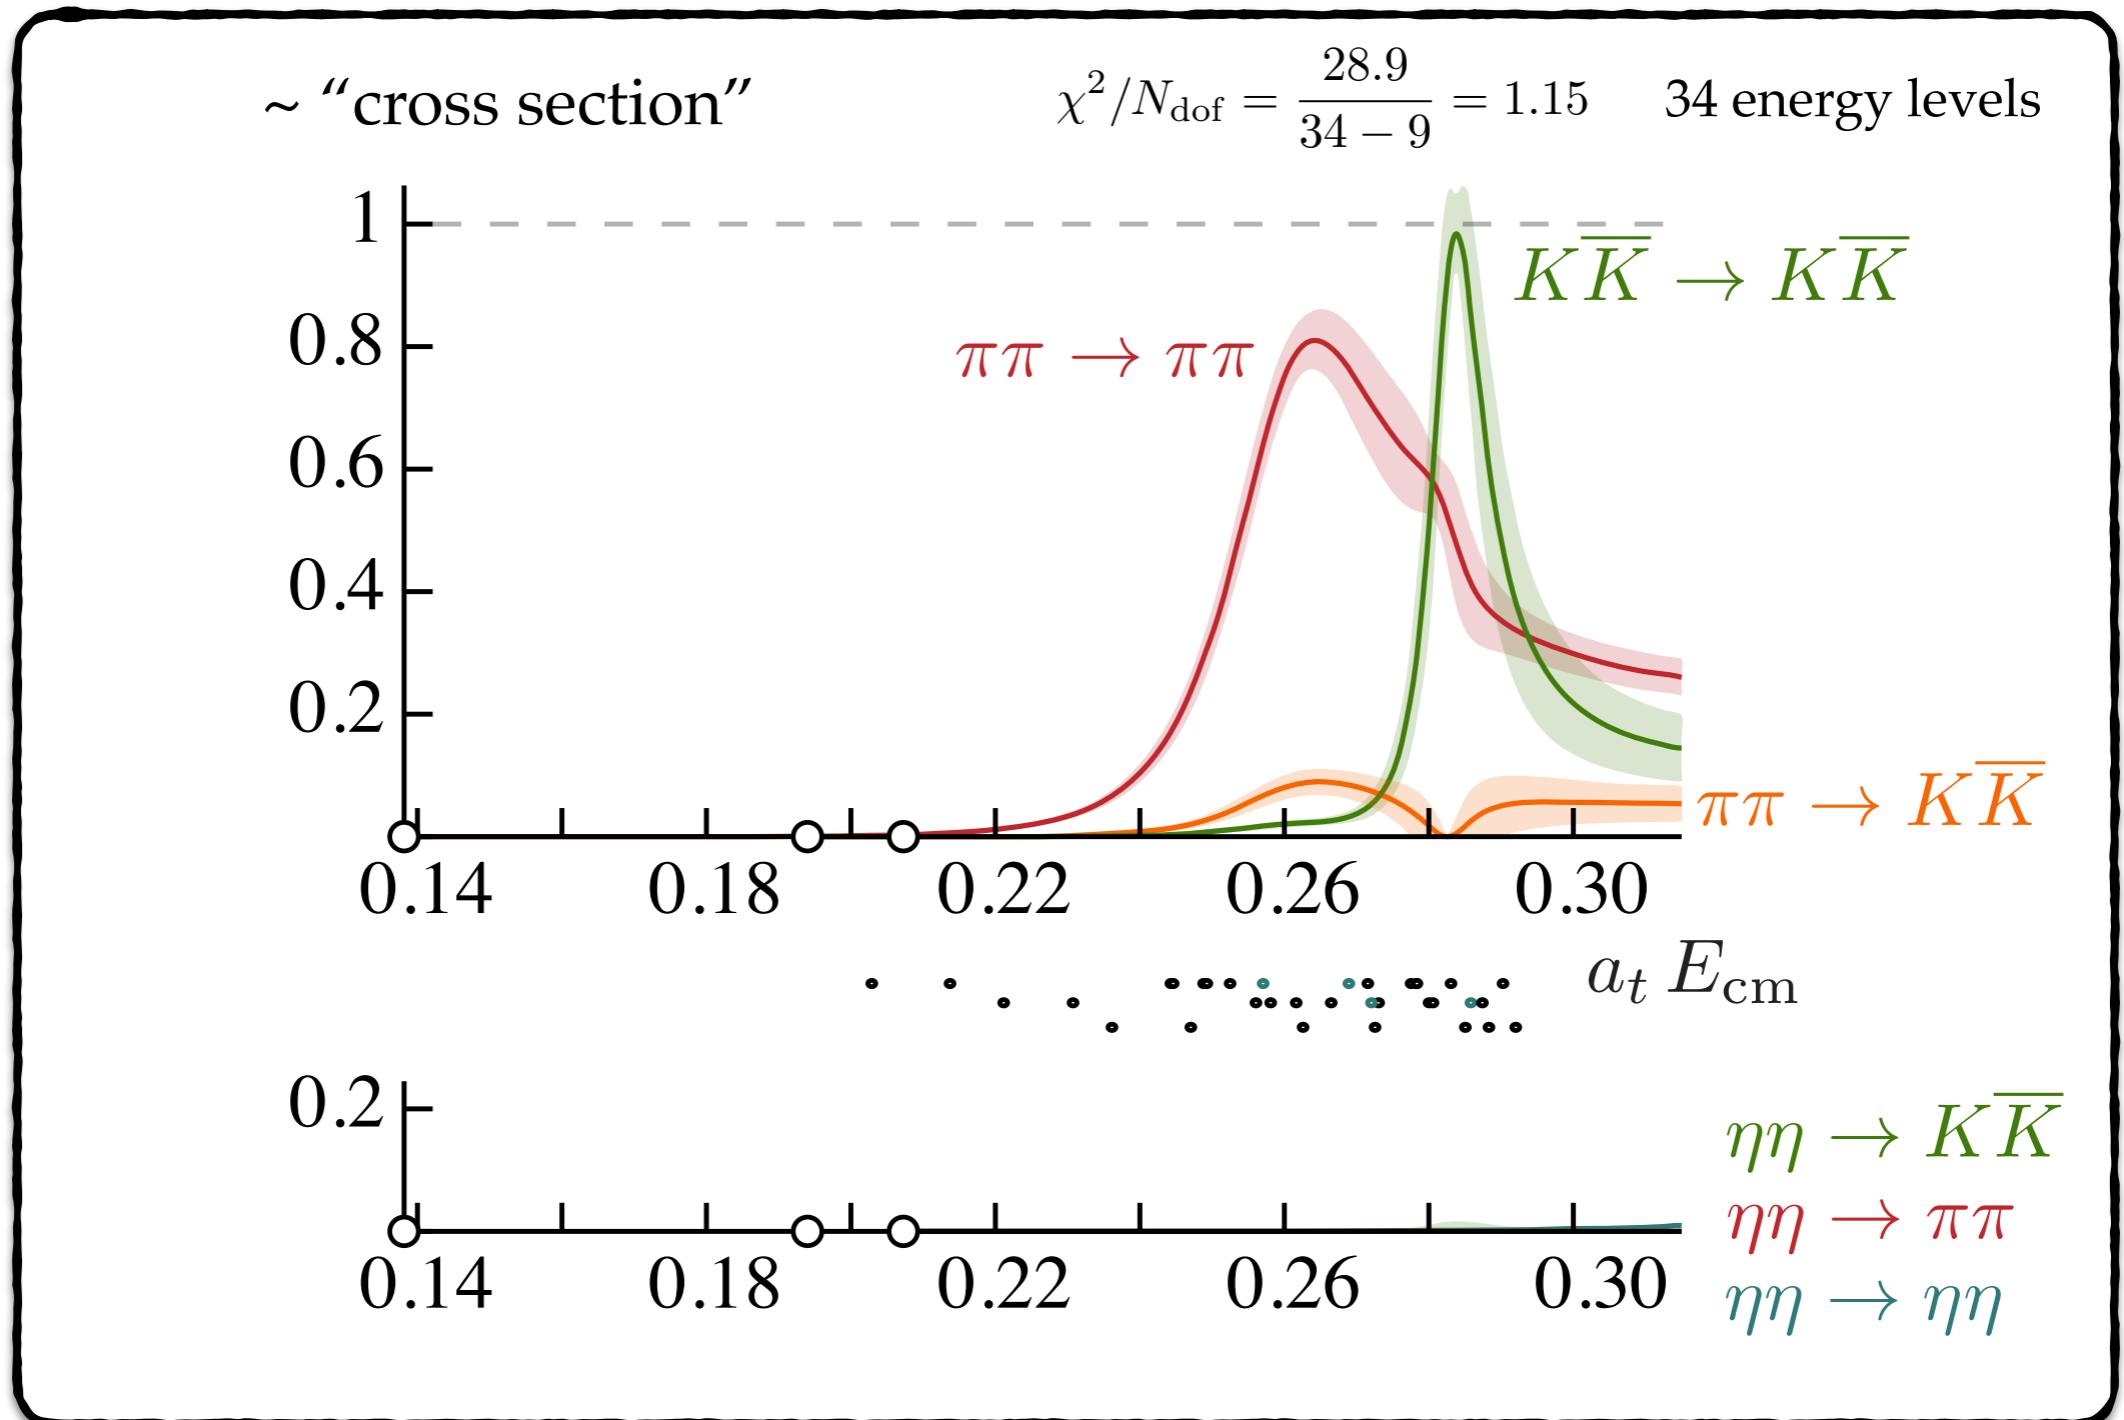 ~ “cross section”
χ²/N_dof = 28.9/(34 − 9) = 1.15
34 energy levels
1
0.8
0.6
0.4
0.2
ππ → ππ
KK̅ → KK̅
ππ → KK̅
0.14 0.18 0.22 0.26 0.30
a_t E_cm
0.2
0.14 0.18 0.22 0.26 0.30
ηη → KK̅
ηη → ππ
ηη → ηη